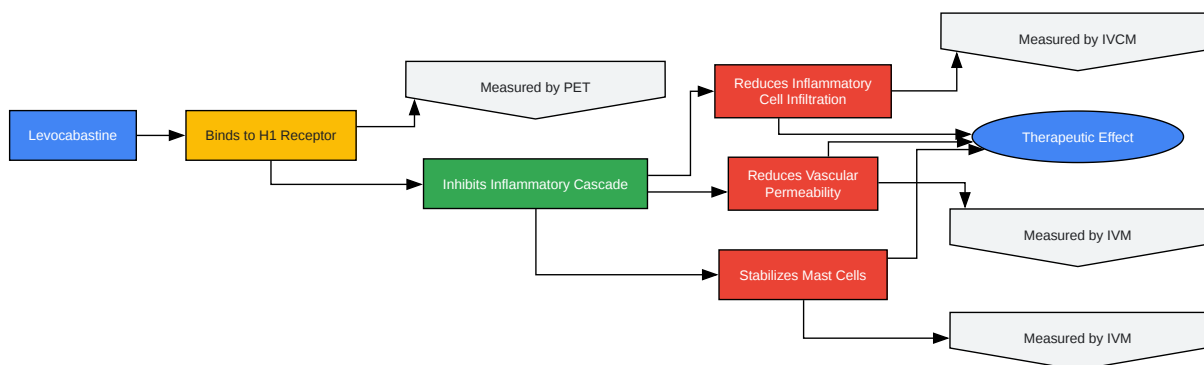 Levocabastine
Binds to H1 Receptor
Measured by PET
Inhibits Inflammatory Cascade
Reduces Inflammatory
Cell Infiltration
Reduces Vascular
Permeability
Stabilizes Mast Cells
Measured by IVCM
Therapeutic Effect
Measured by IVM
Measured by IVM